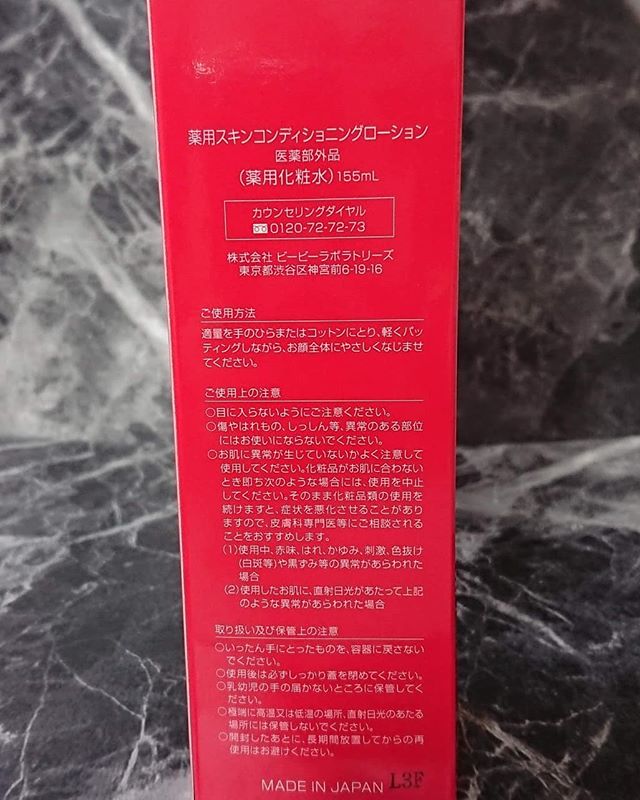 薬用スキンコンディショニングローション
医薬部外品
(薬用化粧水)155mL
カウンセリングダイヤル
0120-72-72-73
株式会社 ビービーラボラトリーズ
東京都渋谷区神宮前6-19-16
ご使用方法
適量を手のひらまたはコットンにとり、軽くパッ
ティングしながら、お顔全体にやさしくなじませ
てください。
ご使用上の注意
○目に入らないようにご注意ください。
○傷やはれもの、しっしん等、異常のある部位
にはお使いにならないでください。
○お肌に異常が生じていないかよく注意して
使用してください。化粧品がお肌に合わない
とき即ち次のような場合には、使用を中止
してください。そのまま化粧品類の使用を
続けますと、症状を悪化させることがあり
ますので、皮膚科専門医等にご相談される
ことをおすすめします。
(1)使用中、赤味、はれ、かゆみ、刺激、色抜け
(白斑等)や黒ずみ等の異常があらわれた
場合
(2)使用したお肌に、直射日光があたって上記
のような異常があらわれた場合
取り扱い及び保管上の注意
○いったん手にとったものを、容器に戻さない
でください。
○使用後は必ずしっかり蓋を閉めてください。
○乳幼児の手の届かないところに保管してく
ださい。
○極端に高温又は低温の場所、直射日光のあたる
場所には保管しないでください。
○開封したあとに、長期間放置してからの再
使用はお避けください。
MADE IN JAPAN L3F